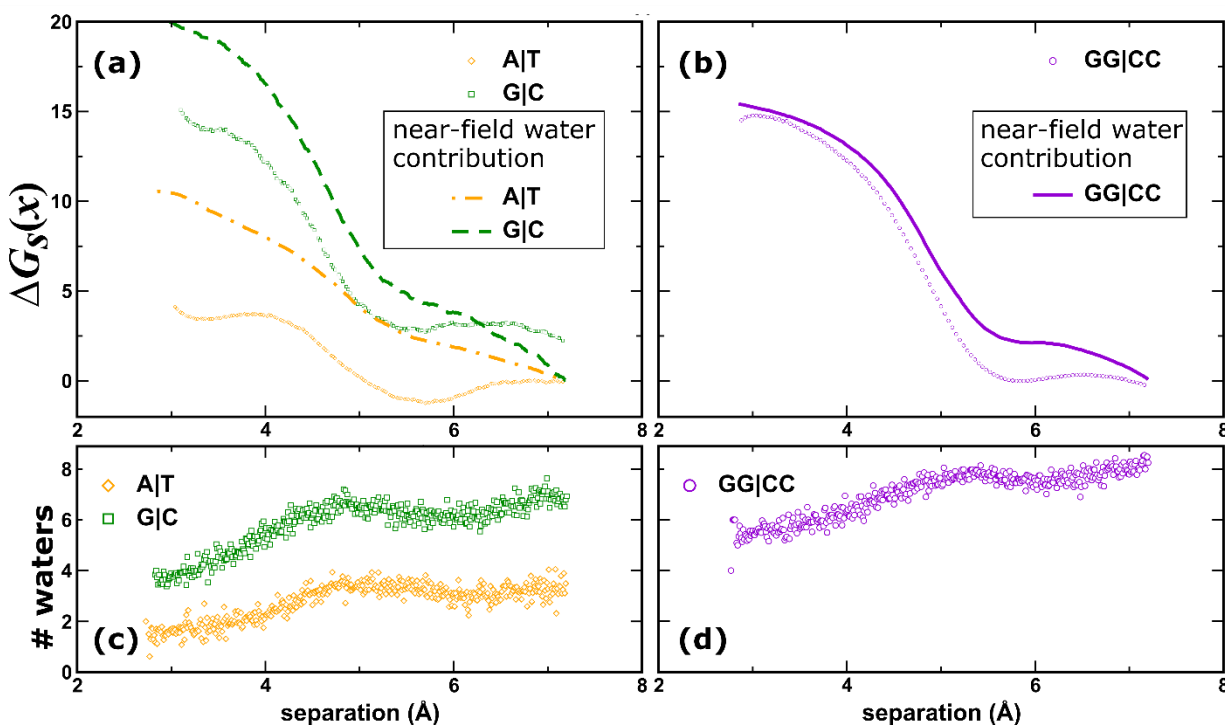 20
15
10
5
0
ΔG_S(x)
(a)
A|T
G|C
near-field water
contribution
A|T
G|C
2
4
6
8
(b)
GG|CC
near-field water
contribution
GG|CC
2
4
6
8
8
6
4
2
0
# waters
A|T
G|C
(c)
2
4
6
8
separation (Å)
GG|CC
(d)
2
4
6
8
separation (Å)